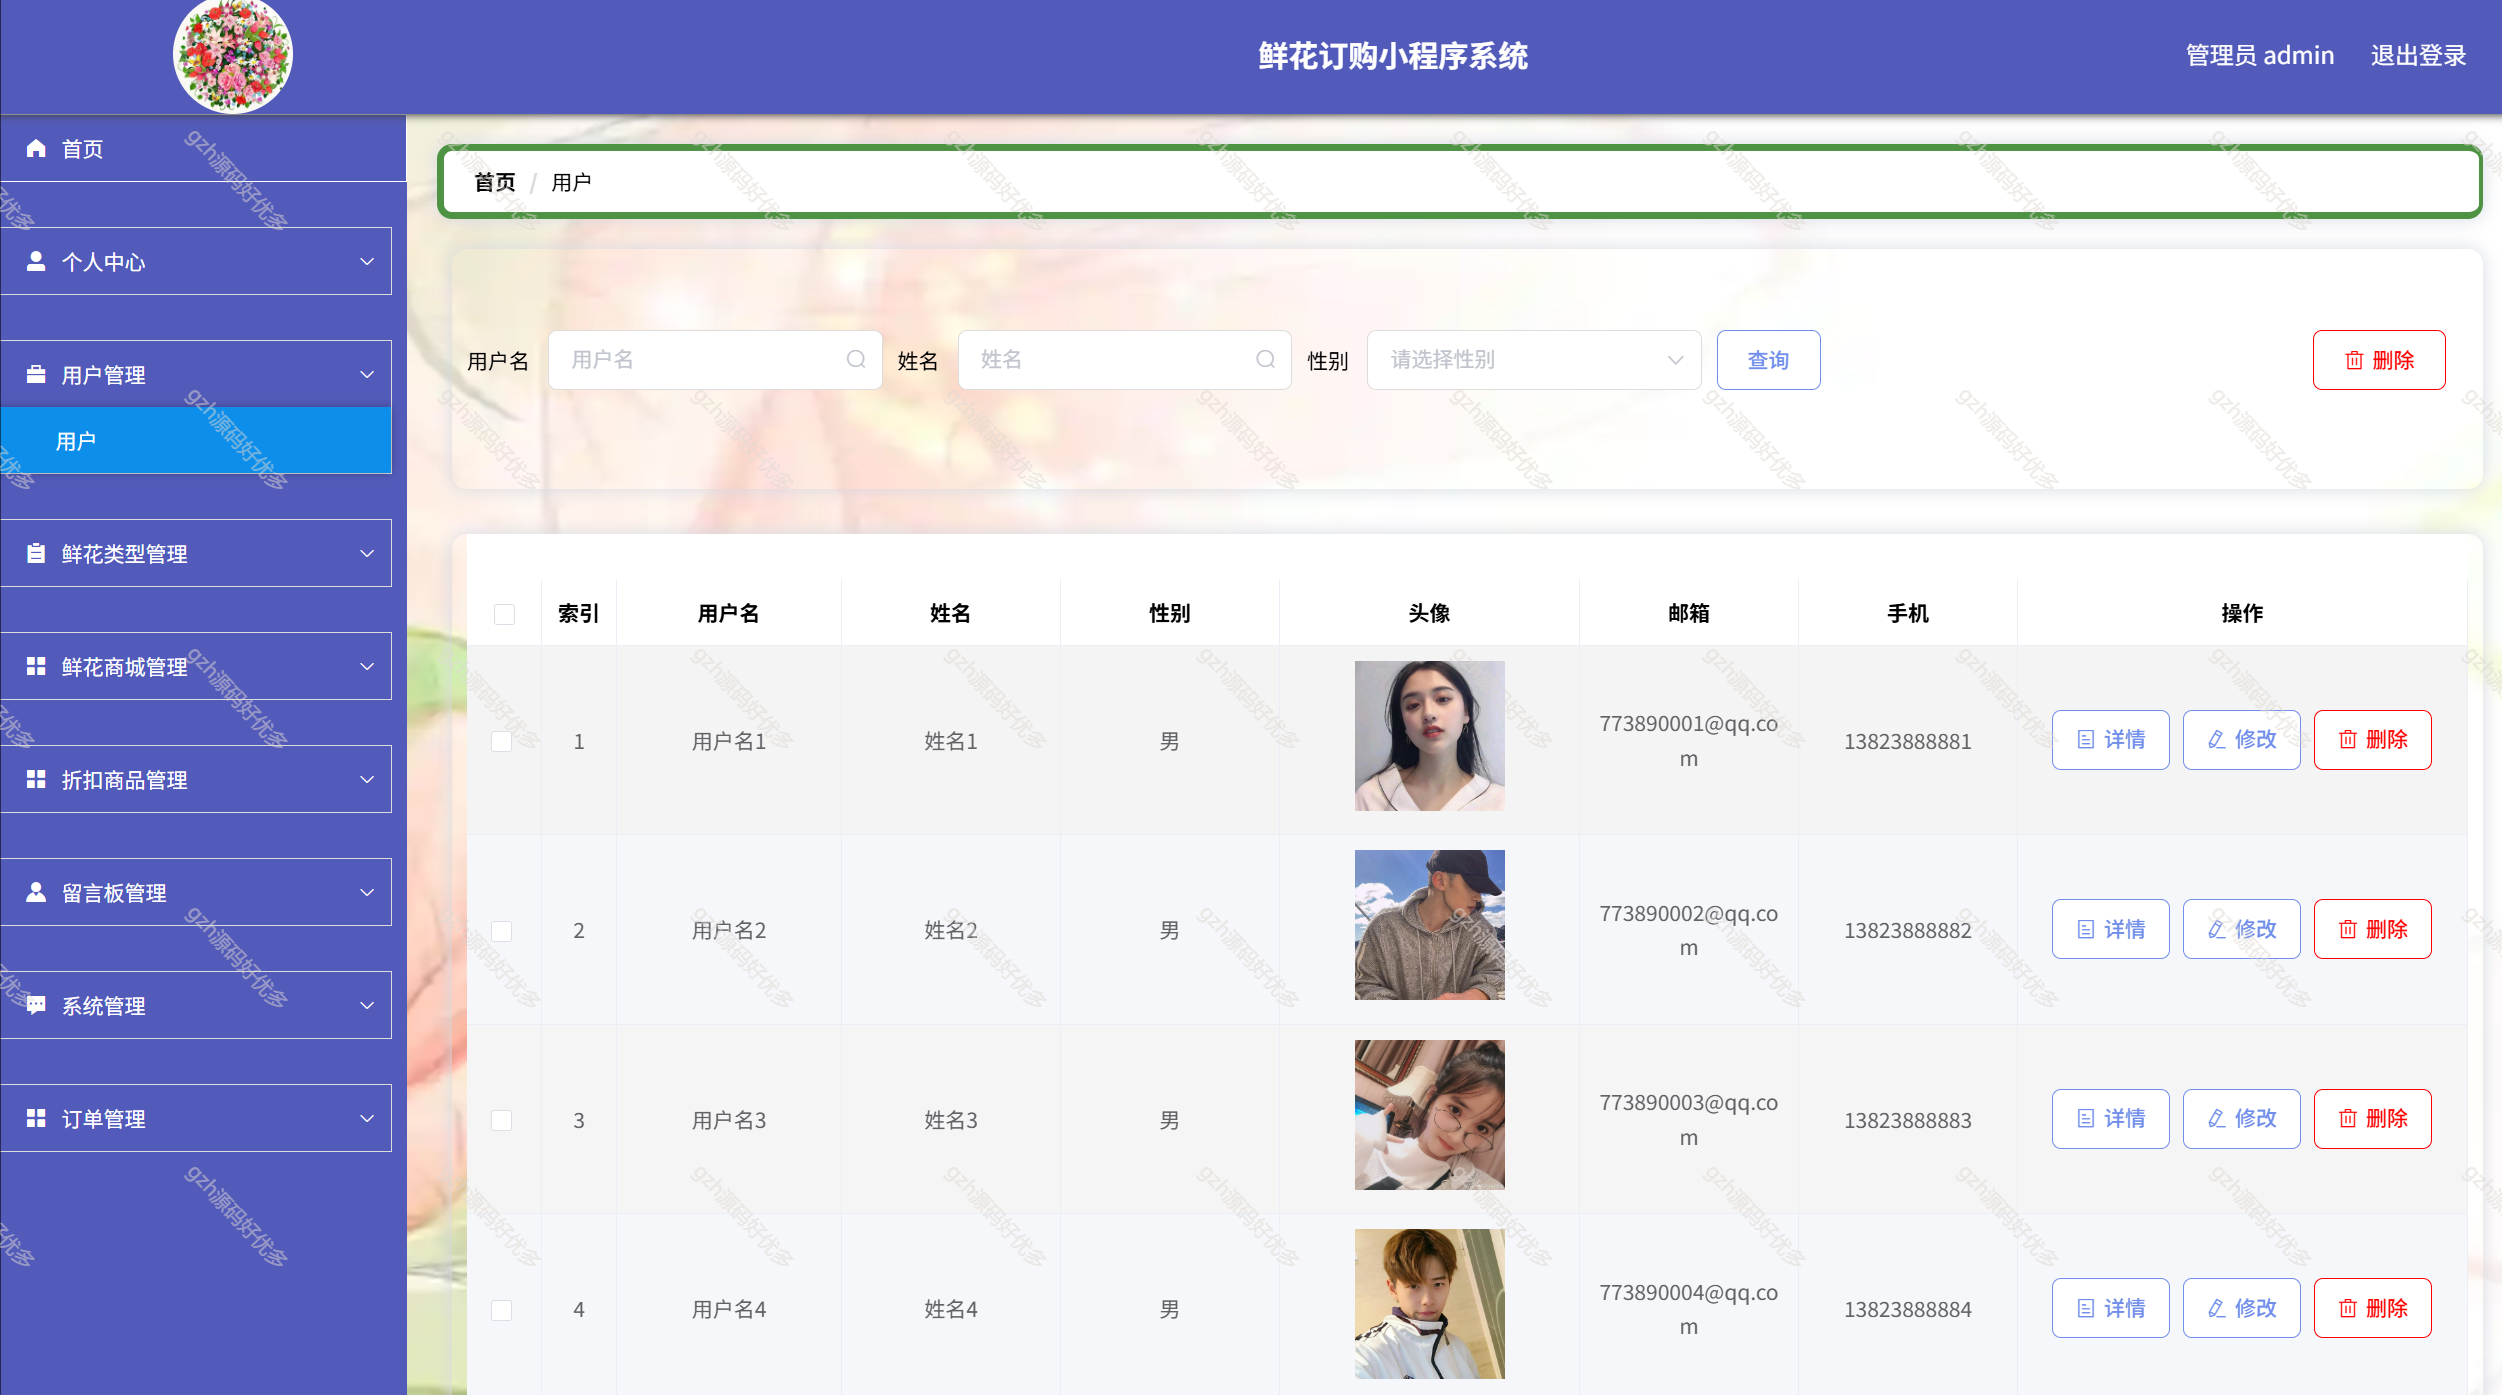 鲜花订购小程序系统
管理员 admin 退出登录
首页
个人中心
用户管理
用户
鲜花类型管理
鲜花商城管理
折扣商品管理
留言板管理
系统管理
订单管理
首页 / 用户
用户名 用户名 姓名 姓名 性别 请选择性别 查询 删除
索引 用户名 姓名 性别 头像 邮箱 手机 操作
1 用户名1 姓名1 男 773890001@qq.co
m 13823888881 详情 修改 删除
2 用户名2 姓名2 男 773890002@qq.co
m 13823888882 详情 修改 删除
3 用户名3 姓名3 男 773890003@qq.co
m 13823888883 详情 修改 删除
4 用户名4 姓名4 男 773890004@qq.co
m 13823888884 详情 修改 删除
gzh源码好优多